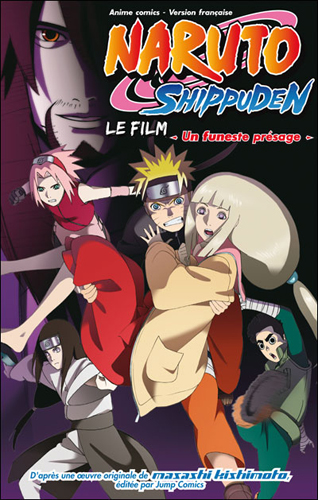 Anime comics - Version française
NARUTO
SHIPPUDEN
LE FILM
- Un funeste présage -
D'après une œuvre originale de masashi kishimoto,
éditée par Jump Comics